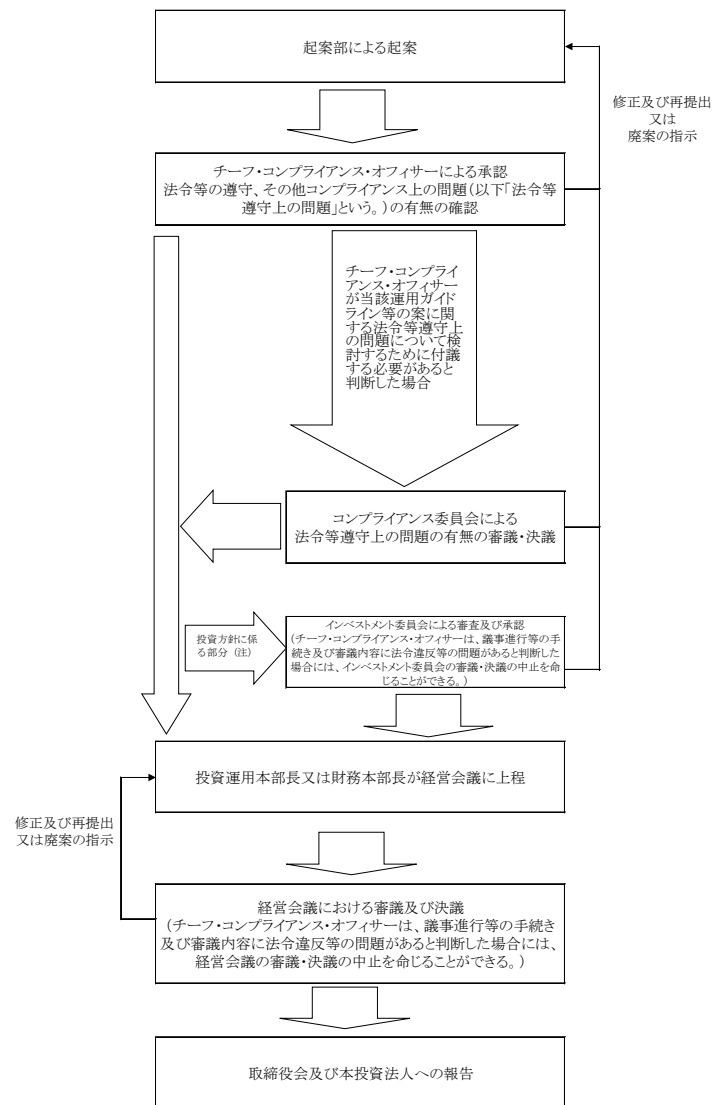 起案部による起案
修正及び再提出
又は
廃案の指示
チーフ・コンプライアンス・オフィサーによる承認
法令等の遵守、その他コンプライアンス上の問題(以下「法令等
遵守上の問題」という。)の有無の確認
チーフ・コンプライ
アンス・オフィサー
が当該運用ガイド
ライン等の案に関
する法令等遵守上
の問題について検
討するために付議
する必要があると
判断した場合
コンプライアンス委員会による
法令等遵守上の問題の有無の審議・決議
投資方針に係
る部分 (注)
インベストメント委員会による審査及び承認
(チーフ・コンプライアンス・オフィサーは、議事進行等の手
続き及び審議内容に法令違反等の問題があると判断した
場合には、インベストメント委員会の審議・決議の中止を命
じることができる。)
投資運用本部長又は財務本部長が経営会議に上程
修正及び再提出
又は廃案の指示
経営会議における審議及び決議
(チーフ・コンプライアンス・オフィサーは、議事進行等の手続き
及び審議内容に法令違反等の問題があると判断した場合には、
経営会議の審議・決議の中止を命じることができる。)
取締役会及び本投資法人への報告